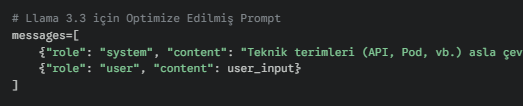 # Llama 3.3 için Optimize Edilmiş Prompt
messages=[
{"role": "system", "content": "Teknik terimleri (API, Pod, vb.) asla
{"role": "user", "content": user_input}
]